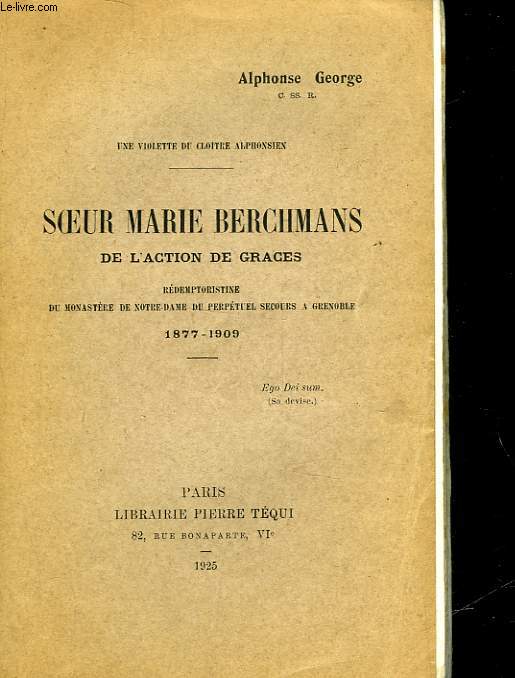 Le-livre.com
Alphonse George
C. SS. R.
UNE VIOLETTE DU CLOÎTRE ALPHONSIEN
SŒUR MARIE BERCHMANS
DE L'ACTION DE GRACES
RÉDEMPTORISTINE
DU MONASTÈRE DE NOTRE-DAME DU PERPÉTUEL SECOURS A GRENOBLE
1877-1909
Ego Dei sum.
(Sa devise.)
PARIS
LIBRAIRIE PIERRE TÉQUI
82, RUE BONAPARTE, VIe
1925